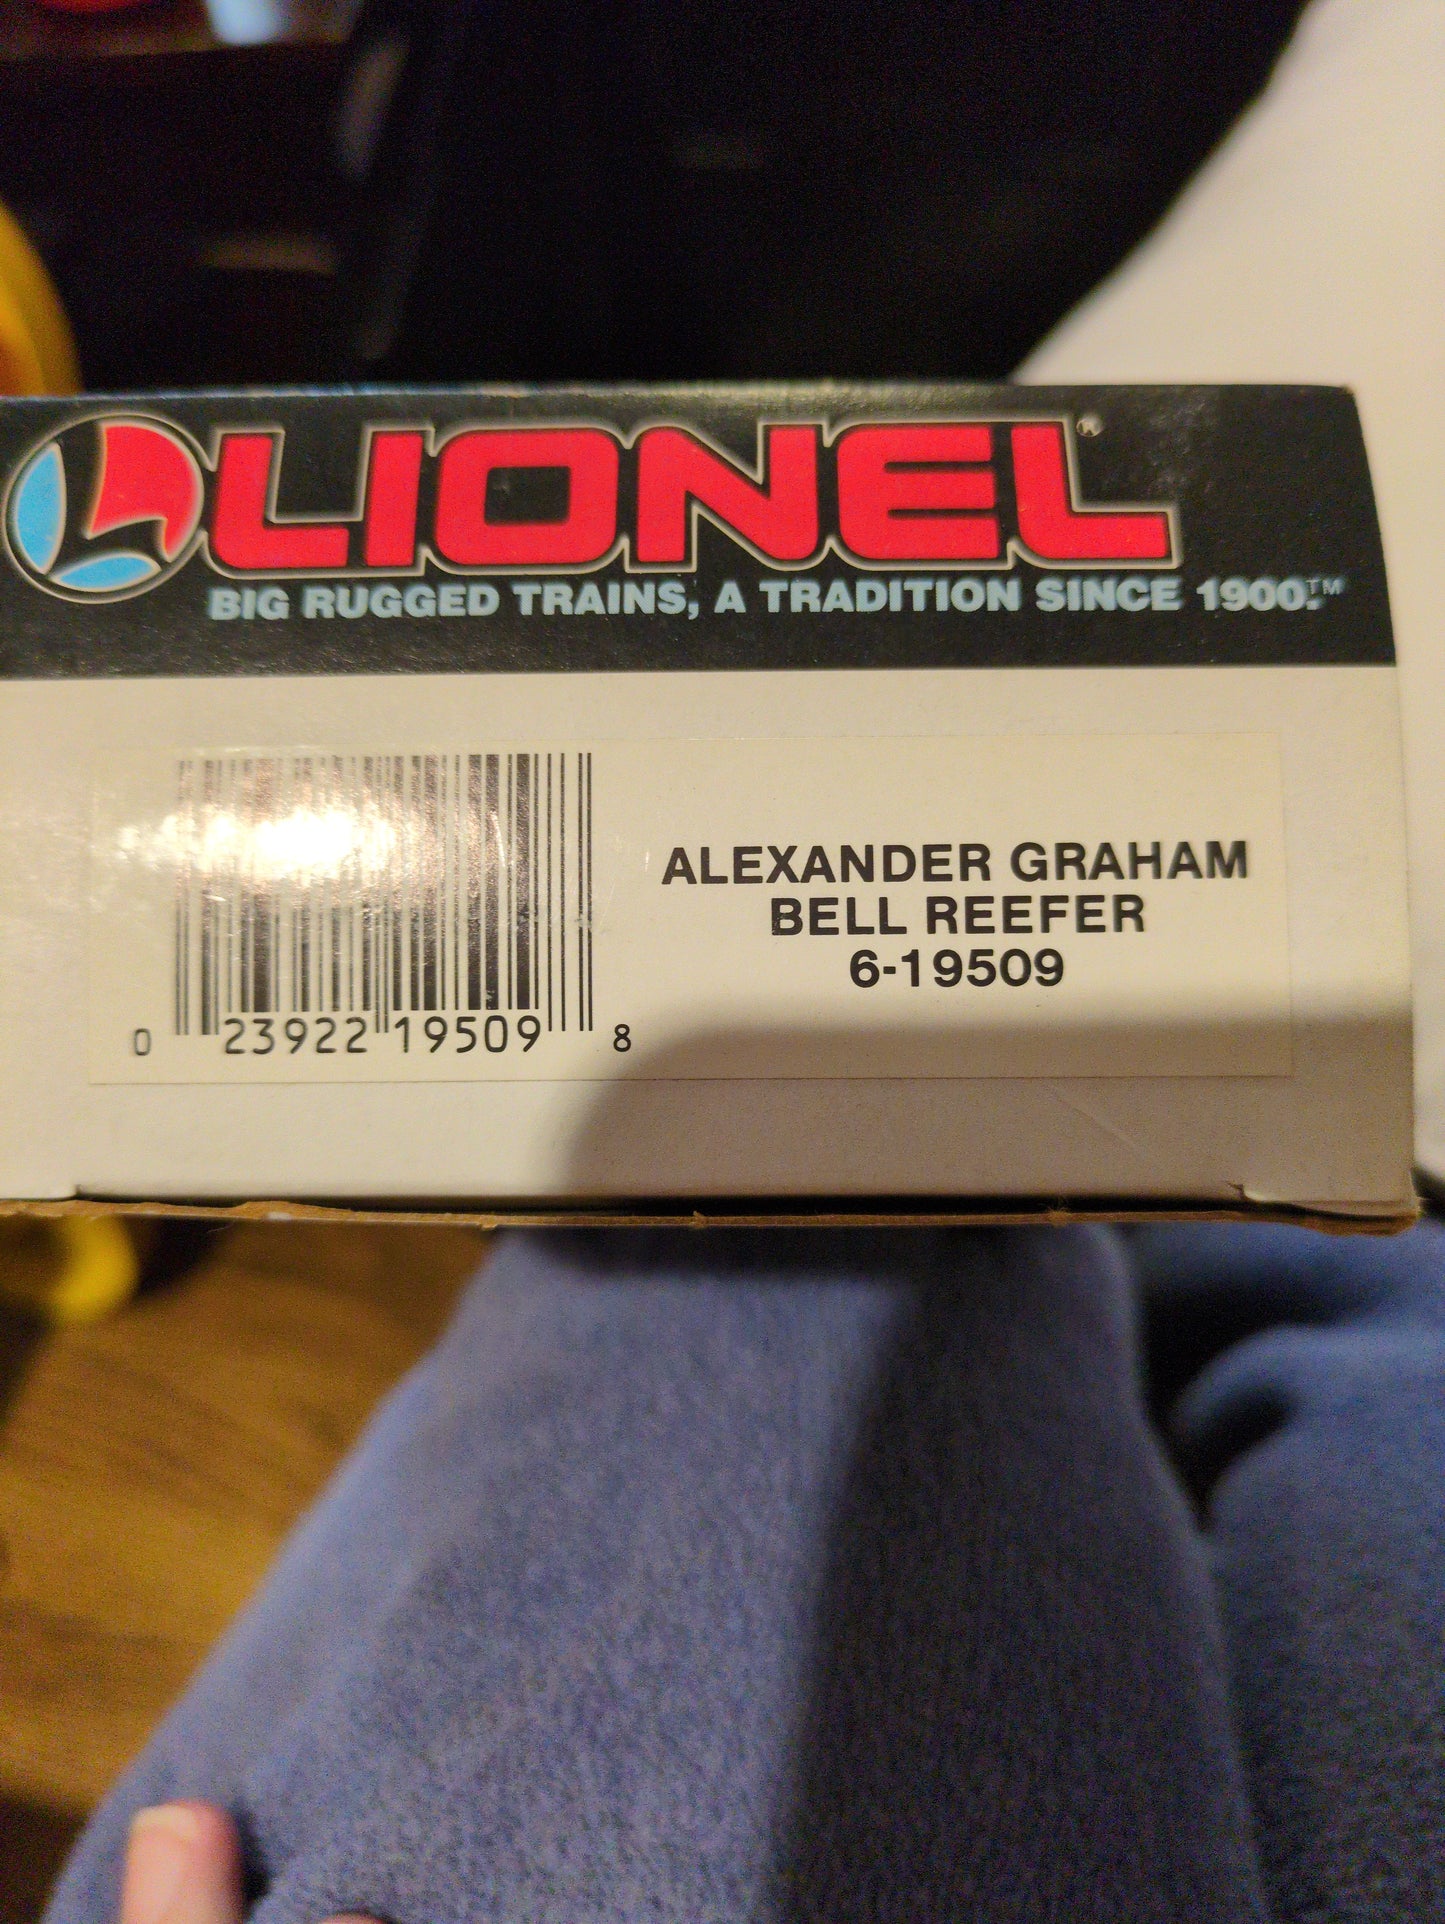 LIONEL®
BIG RUGGED TRAINS, A TRADITION SINCE 1900.™
ALEXANDER GRAHAM
BELL REEFER
6-19509
0 23922 19509 8